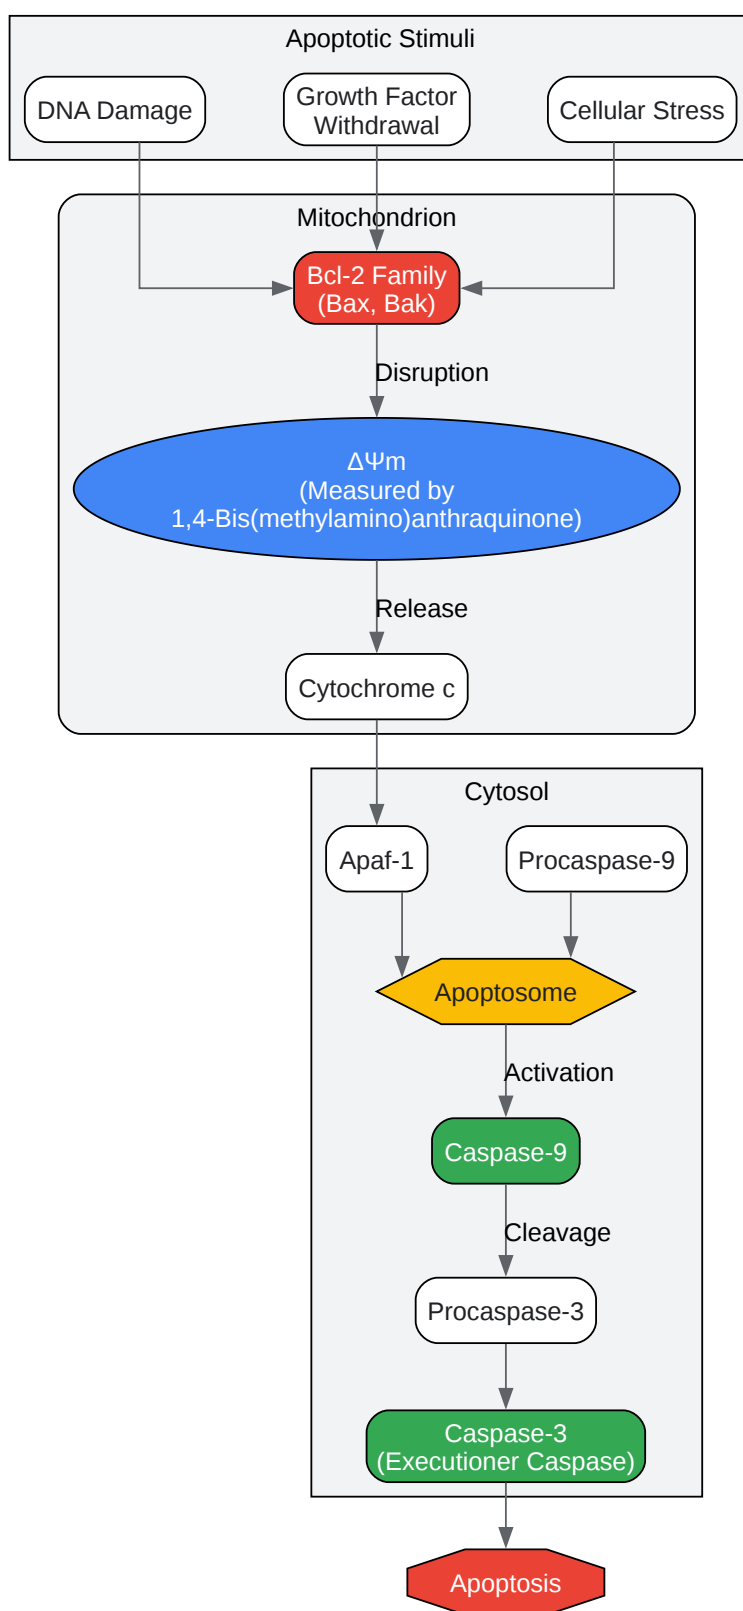 Apoptotic Stimuli
DNA Damage
Growth Factor
Withdrawal
Cellular Stress
Mitochondrion
Bcl-2 Family
(Bax, Bak)
Disruption
ΔΨm
(Measured by
1,4-Bis(methylamino)anthraquinone)
Release
Cytochrome c
Cytosol
Apaf-1
Procaspase-9
Apoptosome
Activation
Caspase-9
Cleavage
Procaspase-3
Caspase-3
(Executioner Caspase)
Apoptosis